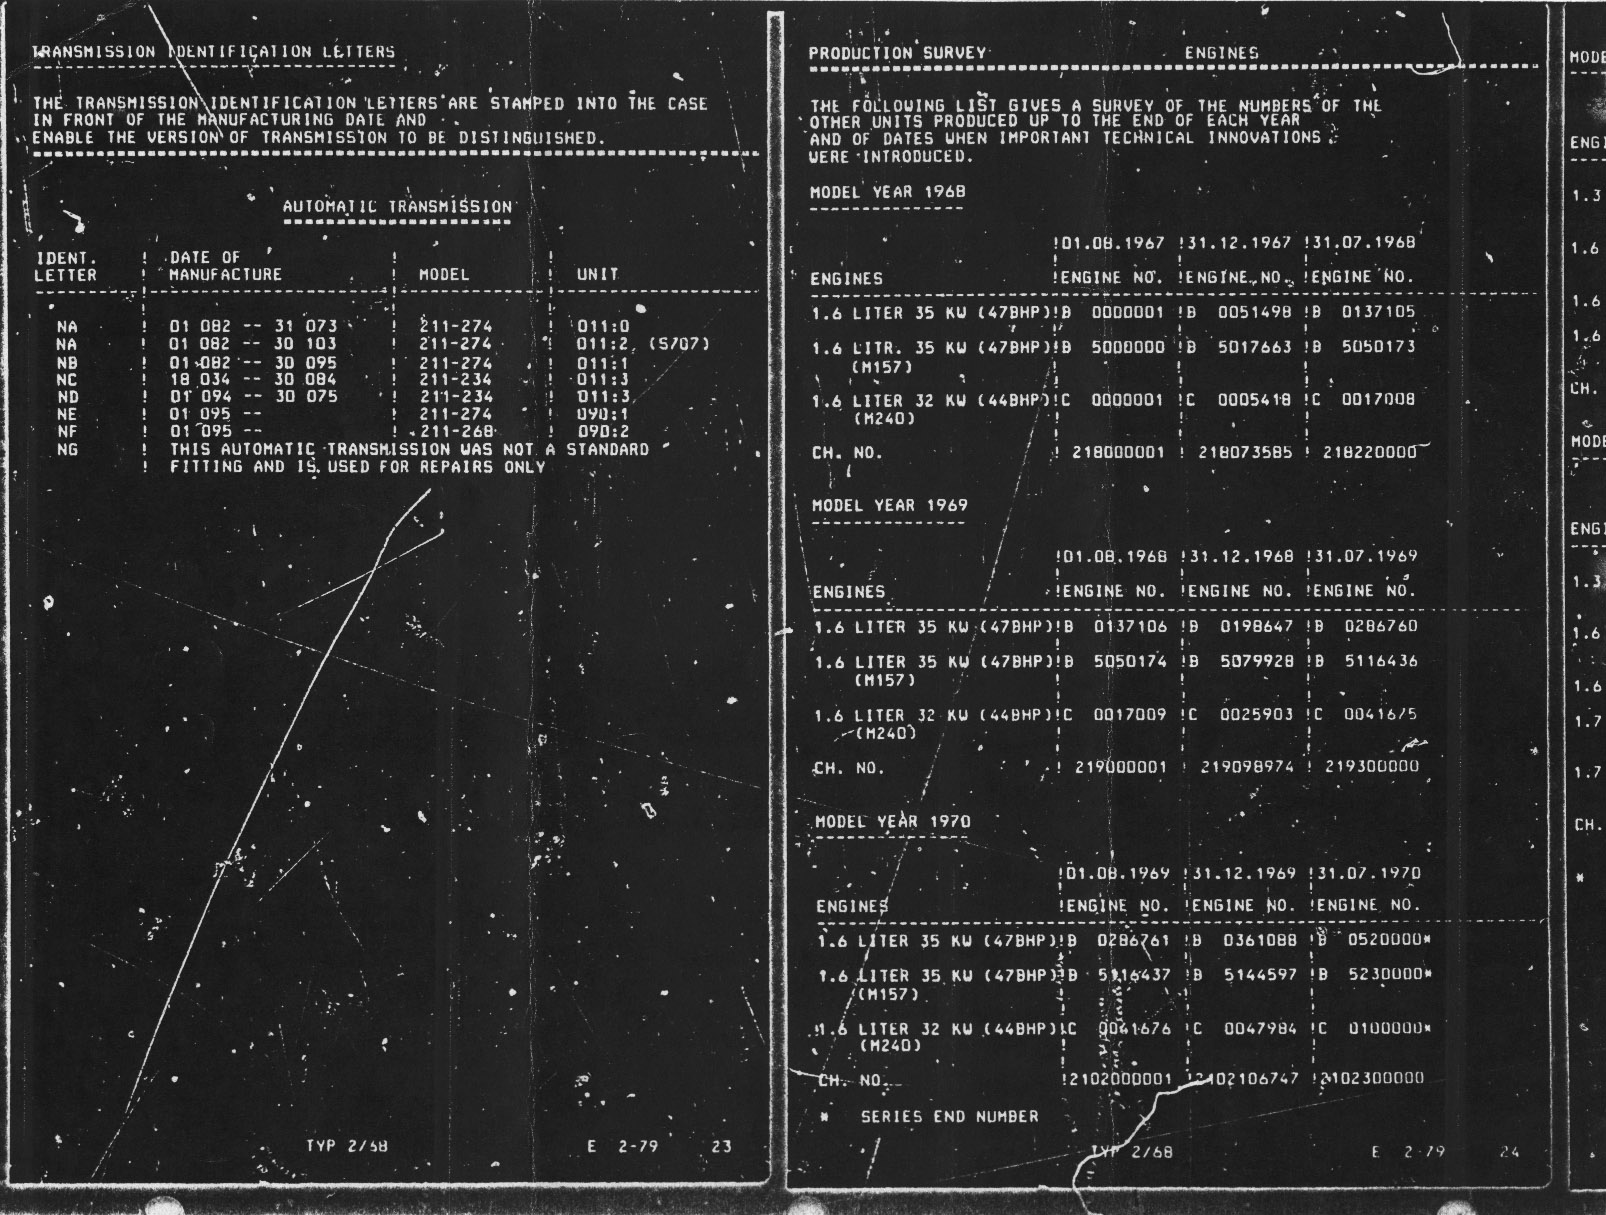 TRANSMISSION IDENTIFICATION LETTERS
THE TRANSMISSION IDENTIFICATION LETTERS ARE STAMPED INTO THE CASE
IN FRONT OF THE MANUFACTURING DATE AND
ENABLE THE VERSION OF TRANSMISSION TO BE DISTINGUISHED.
AUTOMATIC TRANSMISSION
IDENT. ! DATE OF ! !
LETTER ! MANUFACTURE ! MODEL ! UNIT
NA ! 01 082 -- 31 073 ! 211-274 ! 011:0
NA ! 01 082 -- 30 103 ! 211-274 ! 011:2 (S/07)
NB ! 01 082 -- 30 095 ! 211-274 ! 011:1
NC ! 18 034 -- 30 084 ! 211-234 ! 011:3
ND ! 01 094 -- 30 075 ! 211-234 ! 011:3
NE ! 01 095 -- ! 211-274 ! 090:1
NF ! 01 095 -- ! 211-268 ! 090:2
NG ! THIS AUTOMATIC TRANSMISSION WAS NOT A STANDARD
! FITTING AND IS USED FOR REPAIRS ONLY
TYP 2/68 E 2-79 23
PRODUCTION SURVEY ENGINES
THE FOLLOWING LIST GIVES A SURVEY OF THE NUMBERS OF THE
OTHER UNITS PRODUCED UP TO THE END OF EACH YEAR
AND OF DATES WHEN IMPORTANT TECHNICAL INNOVATIONS
WERE INTRODUCED.
MODEL YEAR 1968
!01.08.1967 !31.12.1967 !31.07.1968
ENGINES !ENGINE NO. !ENGINE NO. !ENGINE NO.
1.6 LITER 35 KW (47BHP)!B 0000001 !B 0051498 !B 0137105
1.6 LITR. 35 KW (47BHP)!B 5000000 !B 5017663 !B 5050173
(M157)
1.6 LITER 32 KW (44BHP)!C 0000001 !C 0005418 !C 0017008
(M240)
CH. NO. ! 218000001 ! 218073585 ! 218220000
MODEL YEAR 1969
!01.08.1968 !31.12.1968 !31.07.1969
ENGINES !ENGINE NO. !ENGINE NO. !ENGINE NO.
1.6 LITER 35 KW (47BHP)!B 0137106 !B 0198647 !B 0286760
1.6 LITER 35 KW (47BHP)!B 5050174 !B 5079928 !B 5116436
(M157)
1.6 LITER 32 KW (44BHP)!C 0017009 !C 0025903 !C 0041675
(M240)
CH. NO. ! 219000001 ! 219098974 ! 219300000
MODEL YEAR 1970
!01.08.1969 !31.12.1969 !31.07.1970
ENGINES !ENGINE NO. !ENGINE NO. !ENGINE NO.
1.6 LITER 35 KW (47BHP)!B 0286761 !B 0361088 !B 0520000*
1.6 LITER 35 KW (47BHP)!B 5116437 !B 5144597 !B 5230000*
(M157)
1.6 LITER 32 KW (44BHP)!C 0041676 !C 0047984 !C 0100000*
(M240)
CH. NO. !2102000001 !2102106747 !2102300000
* SERIES END NUMBER
TYP 2/68 E 2-79 24
1.3
1.6
1.6
1.6
CH.
1.3
1.6
1.6
1.7
1.7
CH.
*